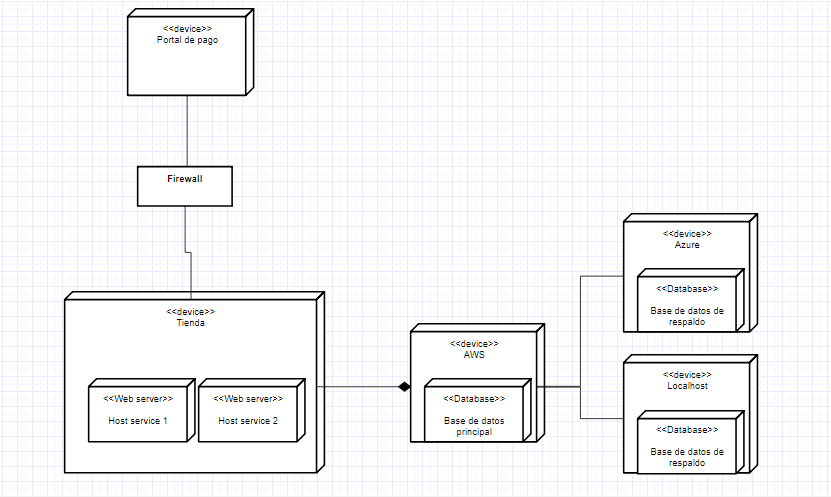 <<device>>
Portal de pago
Firewall
<<device>>
Tienda
<<Web server>>
Host service 1
<<Web server>>
Host service 2
<<device>>
AWS
<<Database>>
Base de datos
principal
<<device>>
Azure
<<Database>>
Base de datos de
respaldo
<<device>>
Localhost
<<Database>>
Base de datos de
respaldo